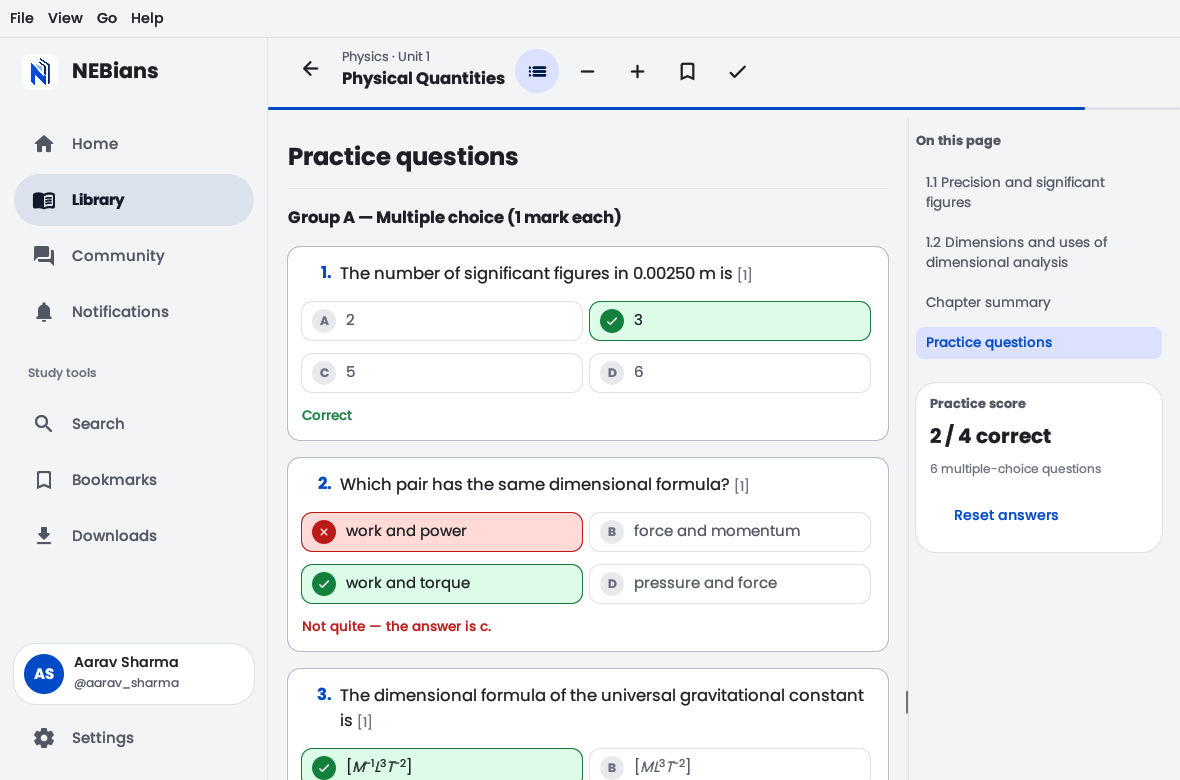 File View Go Help
NEBians
Home
Library
Community
Notifications
Study tools
Search
Bookmarks
Downloads
AS
Aarav Sharma
@aarav_sharma
Settings
Physics · Unit 1
Physical Quantities
Practice questions
Group A — Multiple choice (1 mark each)
1. The number of significant figures in 0.00250 m is [1]
A 2
3
C 5
D 6
Correct
2. Which pair has the same dimensional formula? [1]
work and power
B force and momentum
work and torque
D pressure and force
Not quite — the answer is c.
3. The dimensional formula of the universal gravitational constant
is [1]
[M⁻¹L³T⁻²]
B [ML³T⁻²]
On this page
1.1 Precision and significant
figures
1.2 Dimensions and uses of
dimensional analysis
Chapter summary
Practice questions
Practice score
2 / 4 correct
6 multiple-choice questions
Reset answers